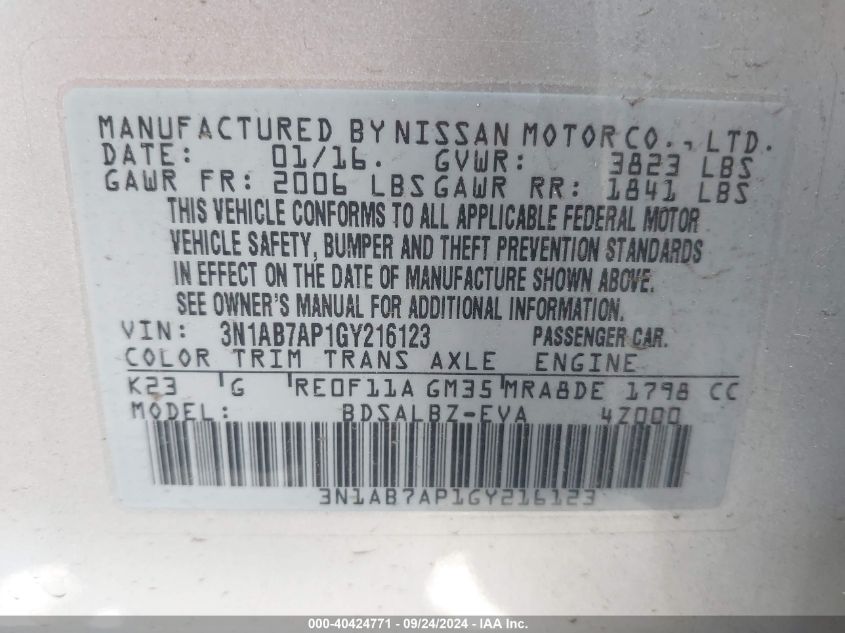 MANUFACTURED BY NISSAN MOTOR CO., LTD.
DATE: 01/16. GVWR: 3823 LBS
GAWR FR: 2006 LBS GAWR RR: 1841 LBS
THIS VEHICLE CONFORMS TO ALL APPLICABLE FEDERAL MOTOR
VEHICLE SAFETY, BUMPER AND THEFT PREVENTION STANDARDS
IN EFFECT ON THE DATE OF MANUFACTURE SHOWN ABOVE.
SEE OWNER'S MANUAL FOR ADDITIONAL INFORMATION.
VIN: 3N1AB7AP1GY216123 PASSENGER CAR.
COLOR TRIM TRANS AXLE ENGINE
K23 G RE0F11A GM35 MRA8DE 1798 CC
MODEL: BDSALBZ-EVA 4Z000
3N1AB7AP1GY216123
000-40424771 - 09/24/2024 - IEA INC.